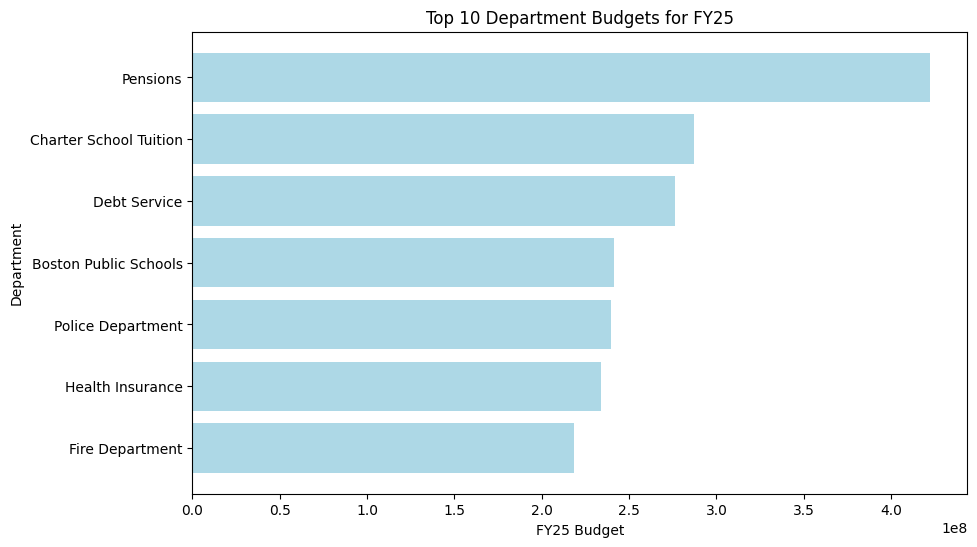 Top 10 Department Budgets for FY25
Department
Pensions
Charter School Tuition
Debt Service
Boston Public Schools
Police Department
Health Insurance
Fire Department
0.0 0.5 1.0 1.5 2.0 2.5 3.0 3.5 4.0
1e8
FY25 Budget